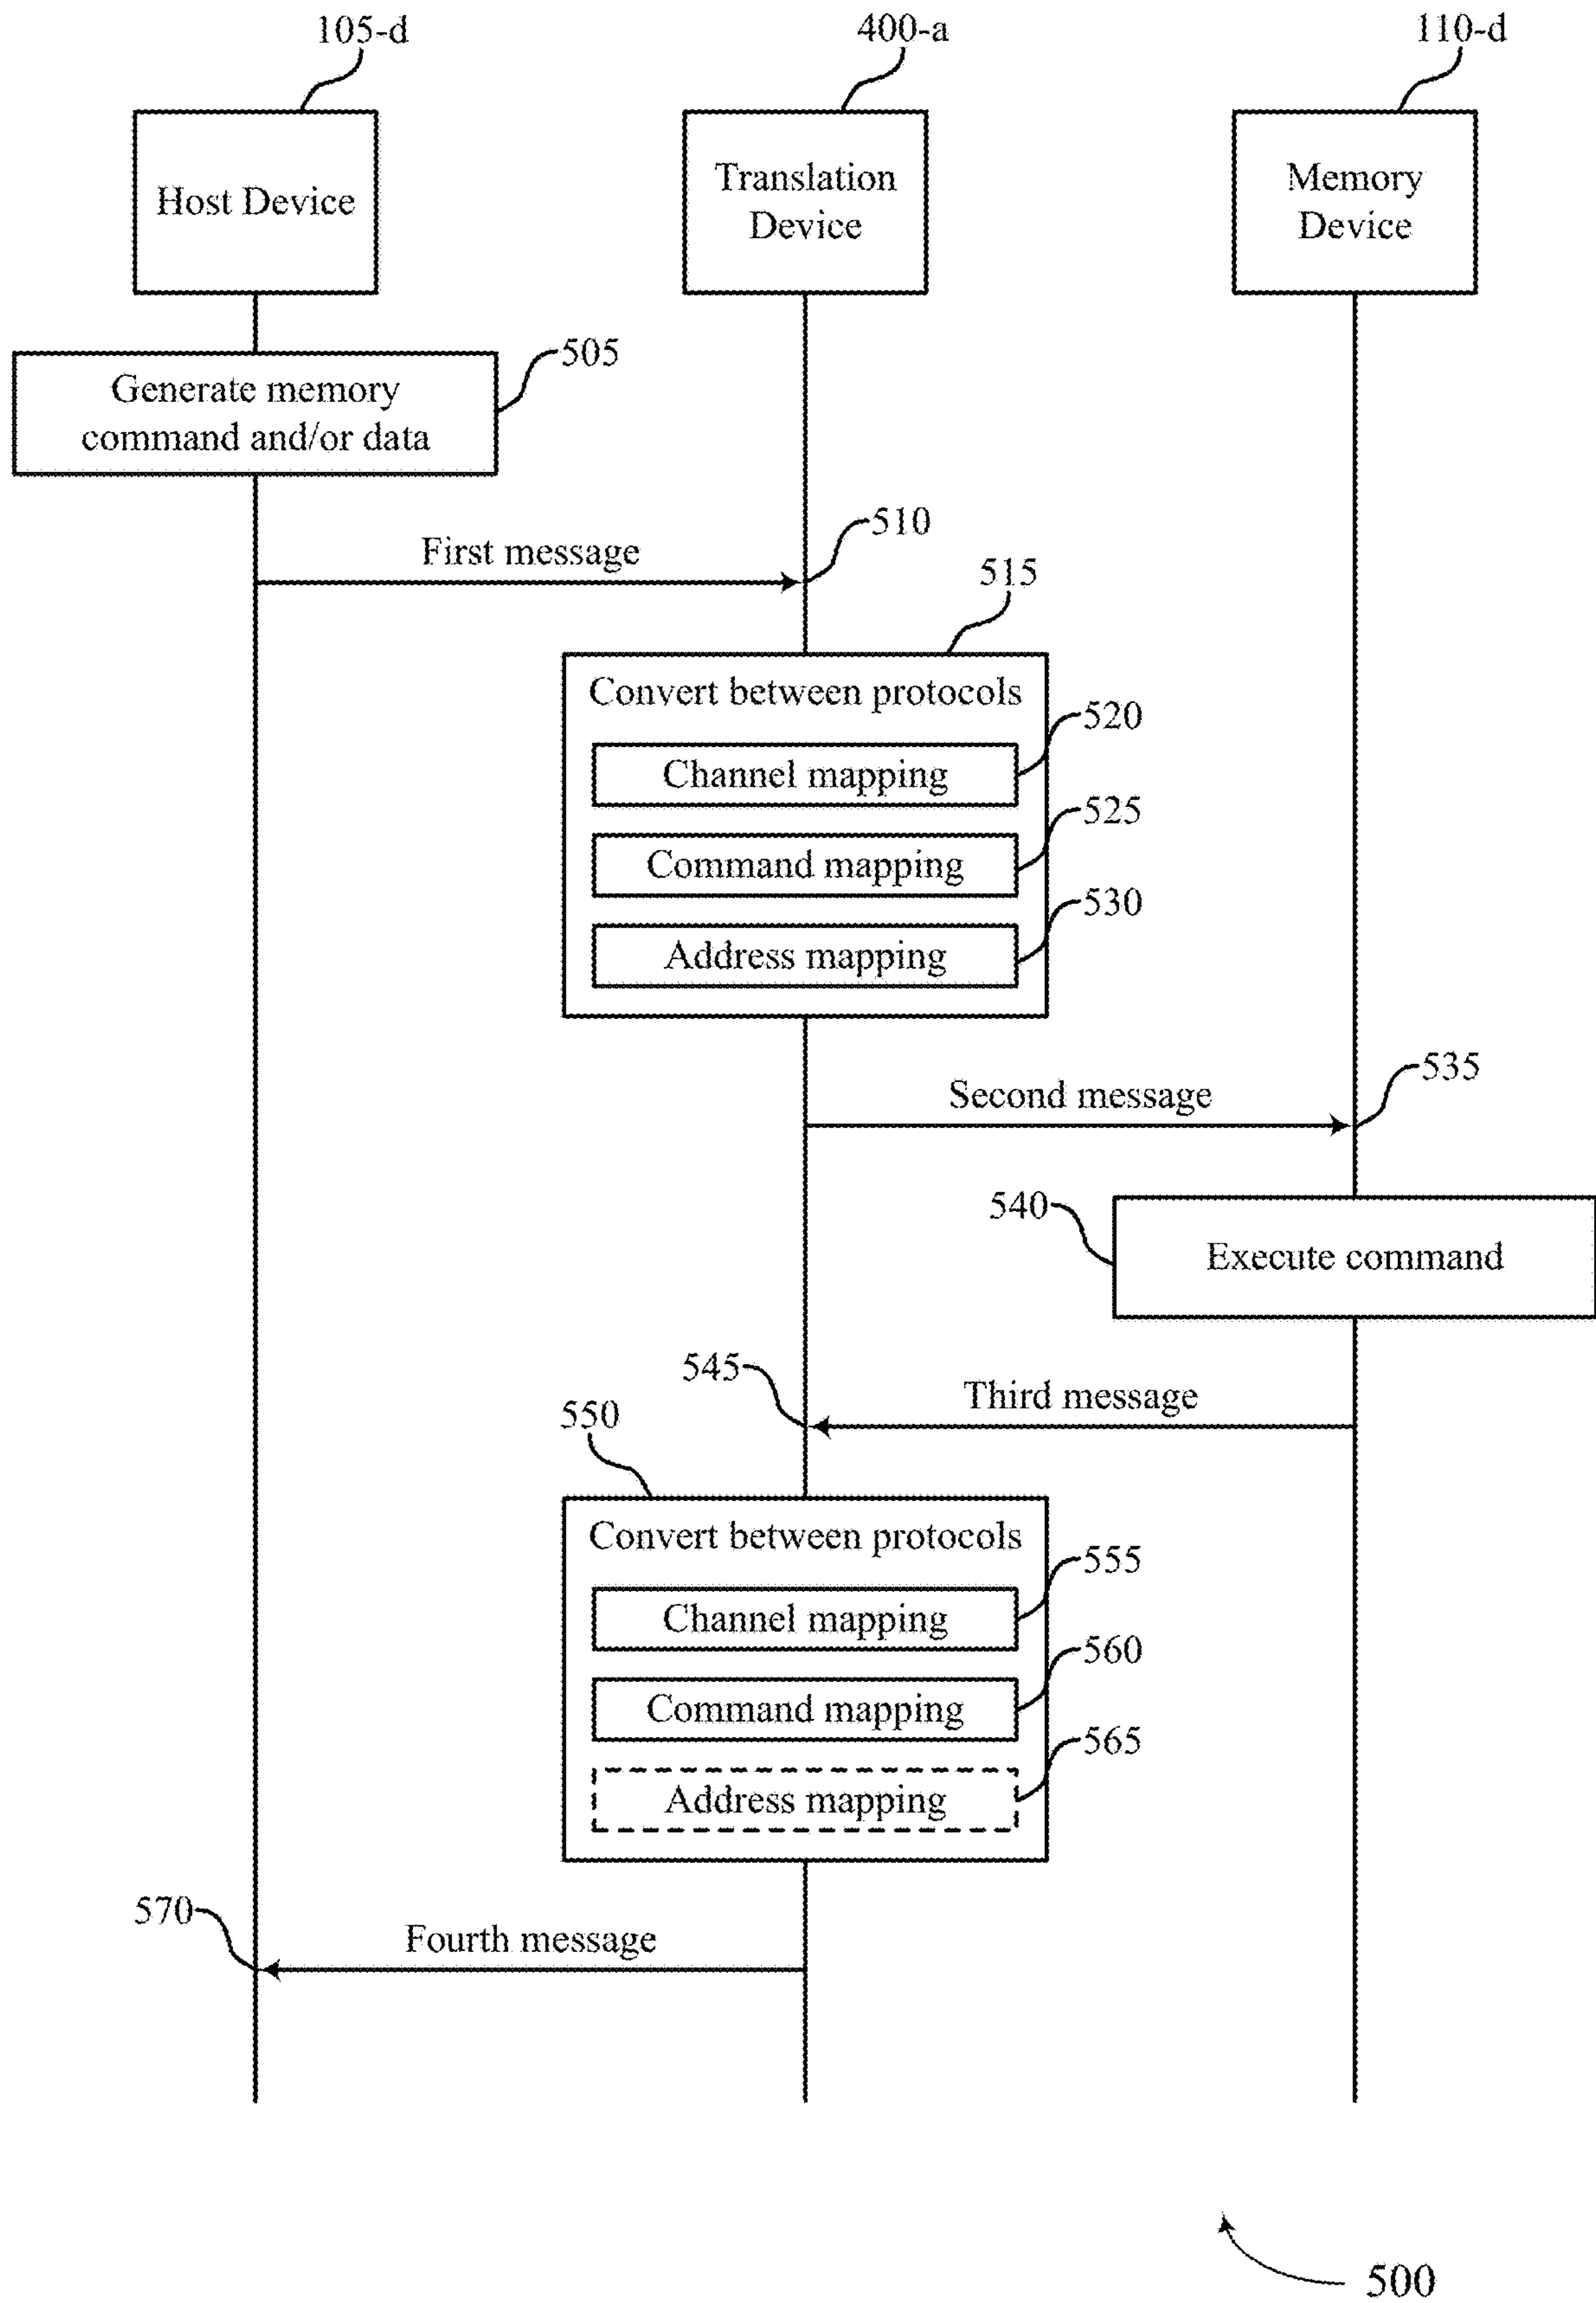 105-d
400-a
110-d
Host Device
Translation
Device
Memory
Device
505
Generate memory
command and/or data
510
First message
515
Convert between protocols
520
Channel mapping
525
Command mapping
530
Address mapping
535
Second message
540
Execute command
545
Third message
550
Convert between protocols
555
Channel mapping
560
Command mapping
565
Address mapping
570
Fourth message
500